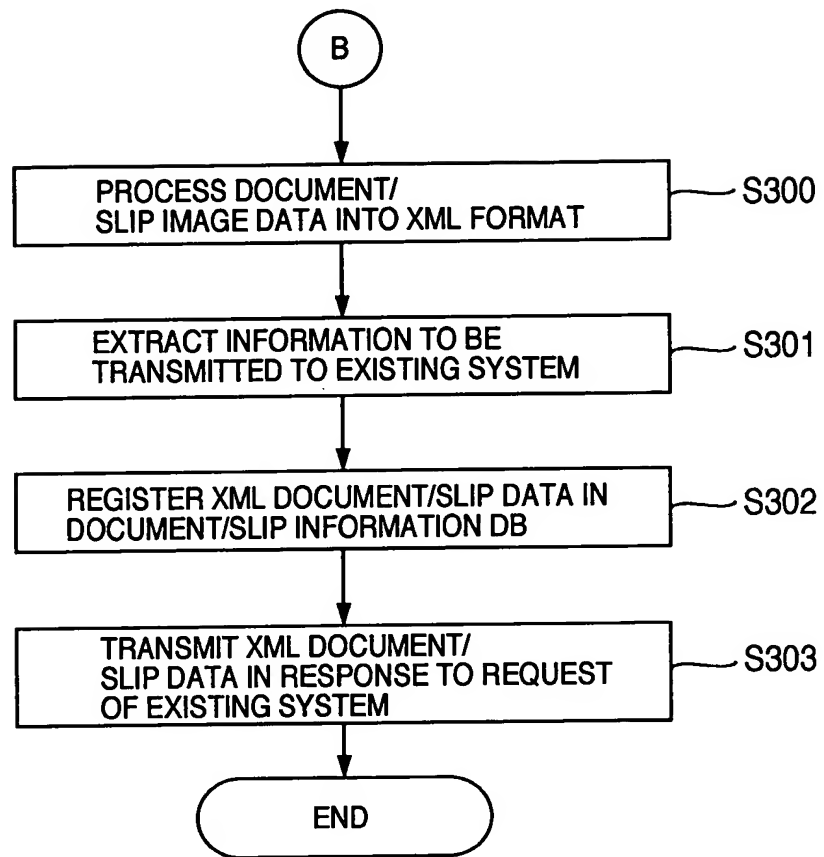 B
PROCESS DOCUMENT/
SLIP IMAGE DATA INTO XML FORMAT
S300
EXTRACT INFORMATION TO BE
TRANSMITTED TO EXISTING SYSTEM
S301
REGISTER XML DOCUMENT/SLIP DATA IN
DOCUMENT/SLIP INFORMATION DB
S302
TRANSMIT XML DOCUMENT/
SLIP DATA IN RESPONSE TO REQUEST
OF EXISTING SYSTEM
S303
END